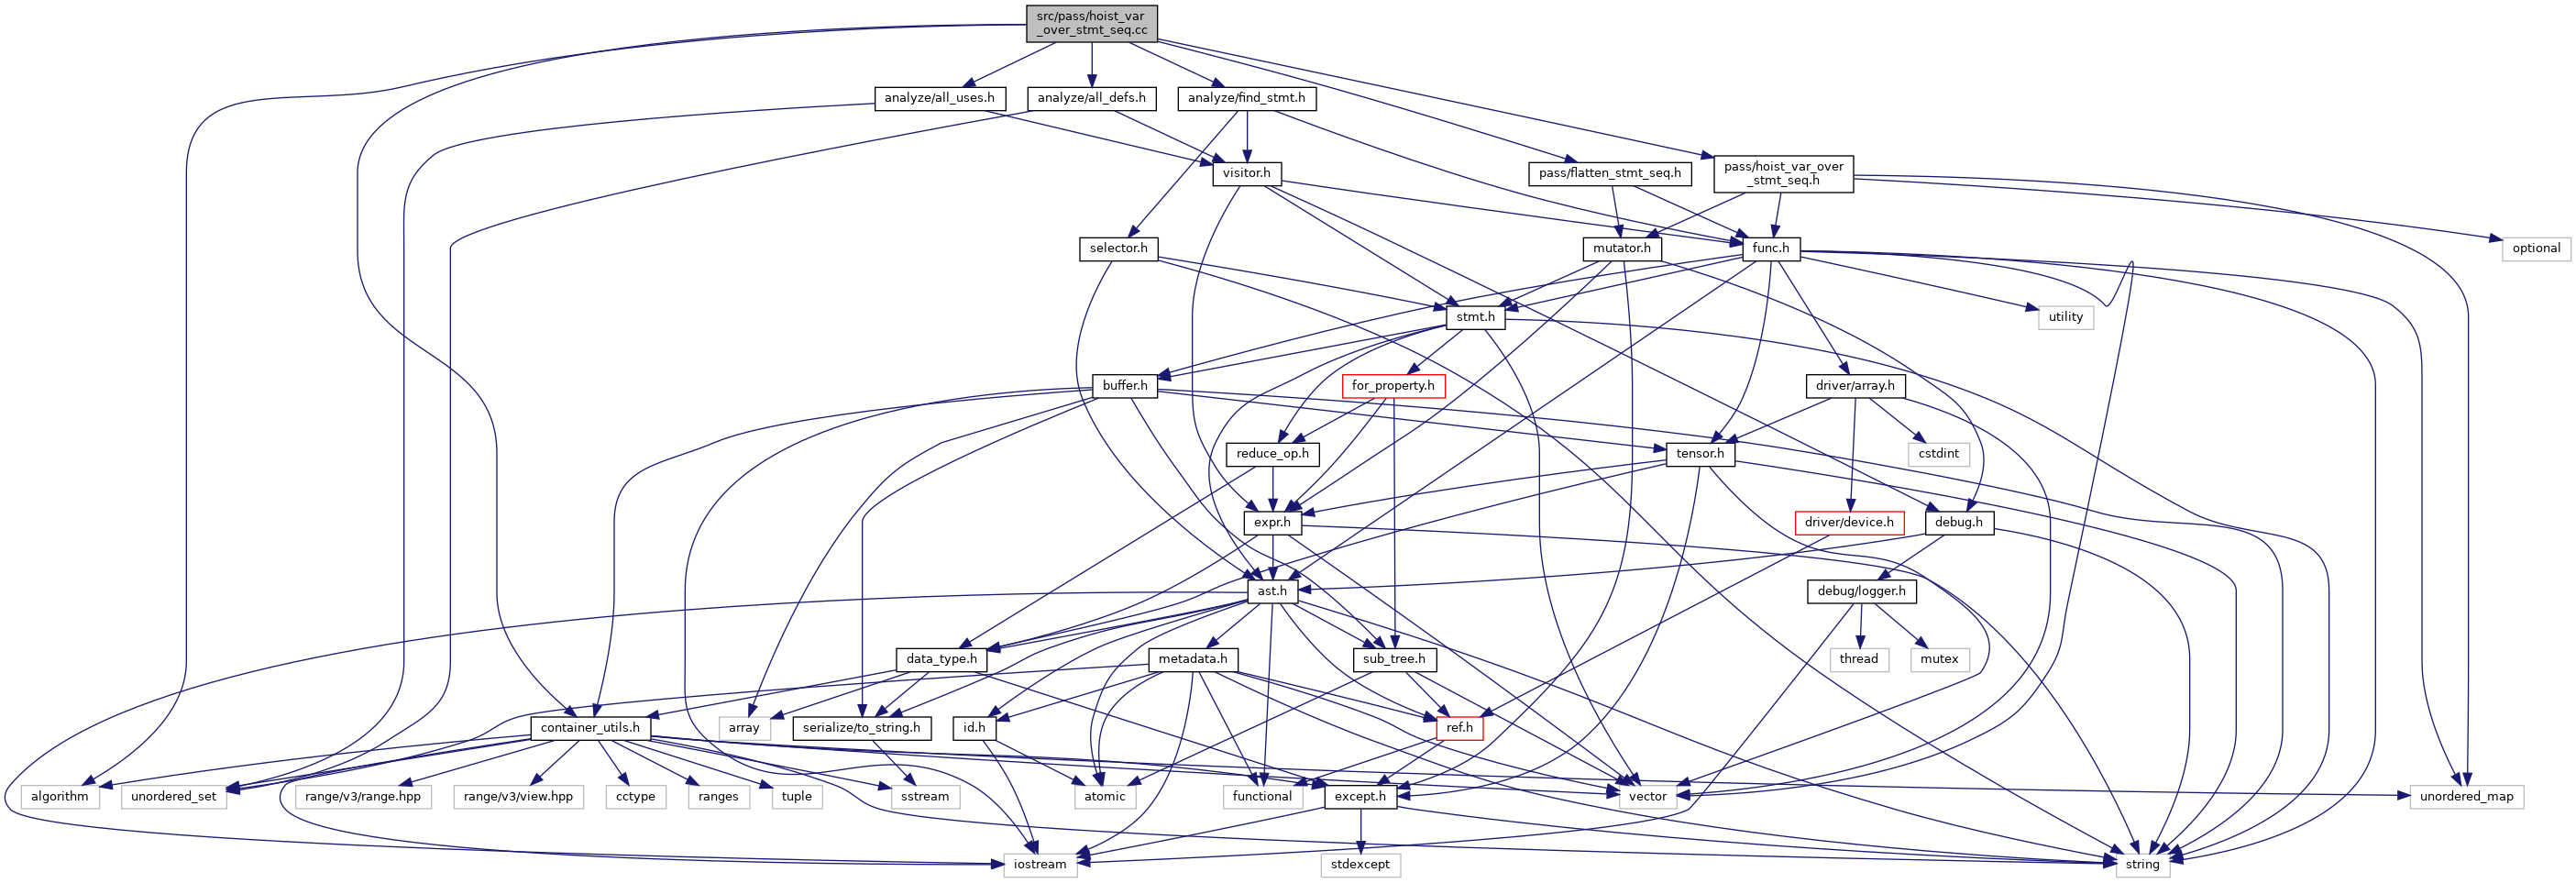 src/pass/hoist_var
_over_stmt_seq.cc
analyze/all_uses.h
analyze/all_defs.h
analyze/find_stmt.h
visitor.h
pass/flatten_stmt_seq.h
pass/hoist_var_over
_stmt_seq.h
selector.h
mutator.h
func.h
optional
stmt.h
utility
buffer.h
for_property.h
driver/array.h
reduce_op.h
tensor.h
cstdint
expr.h
driver/device.h
debug.h
ast.h
debug/logger.h
data_type.h
metadata.h
sub_tree.h
thread
mutex
container_utils.h
array
serialize/to_string.h
id.h
ref.h
algorithm
unordered_set
range/v3/range.hpp
range/v3/view.hpp
cctype
ranges
tuple
sstream
atomic
functional
except.h
vector
unordered_map
iostream
stdexcept
string